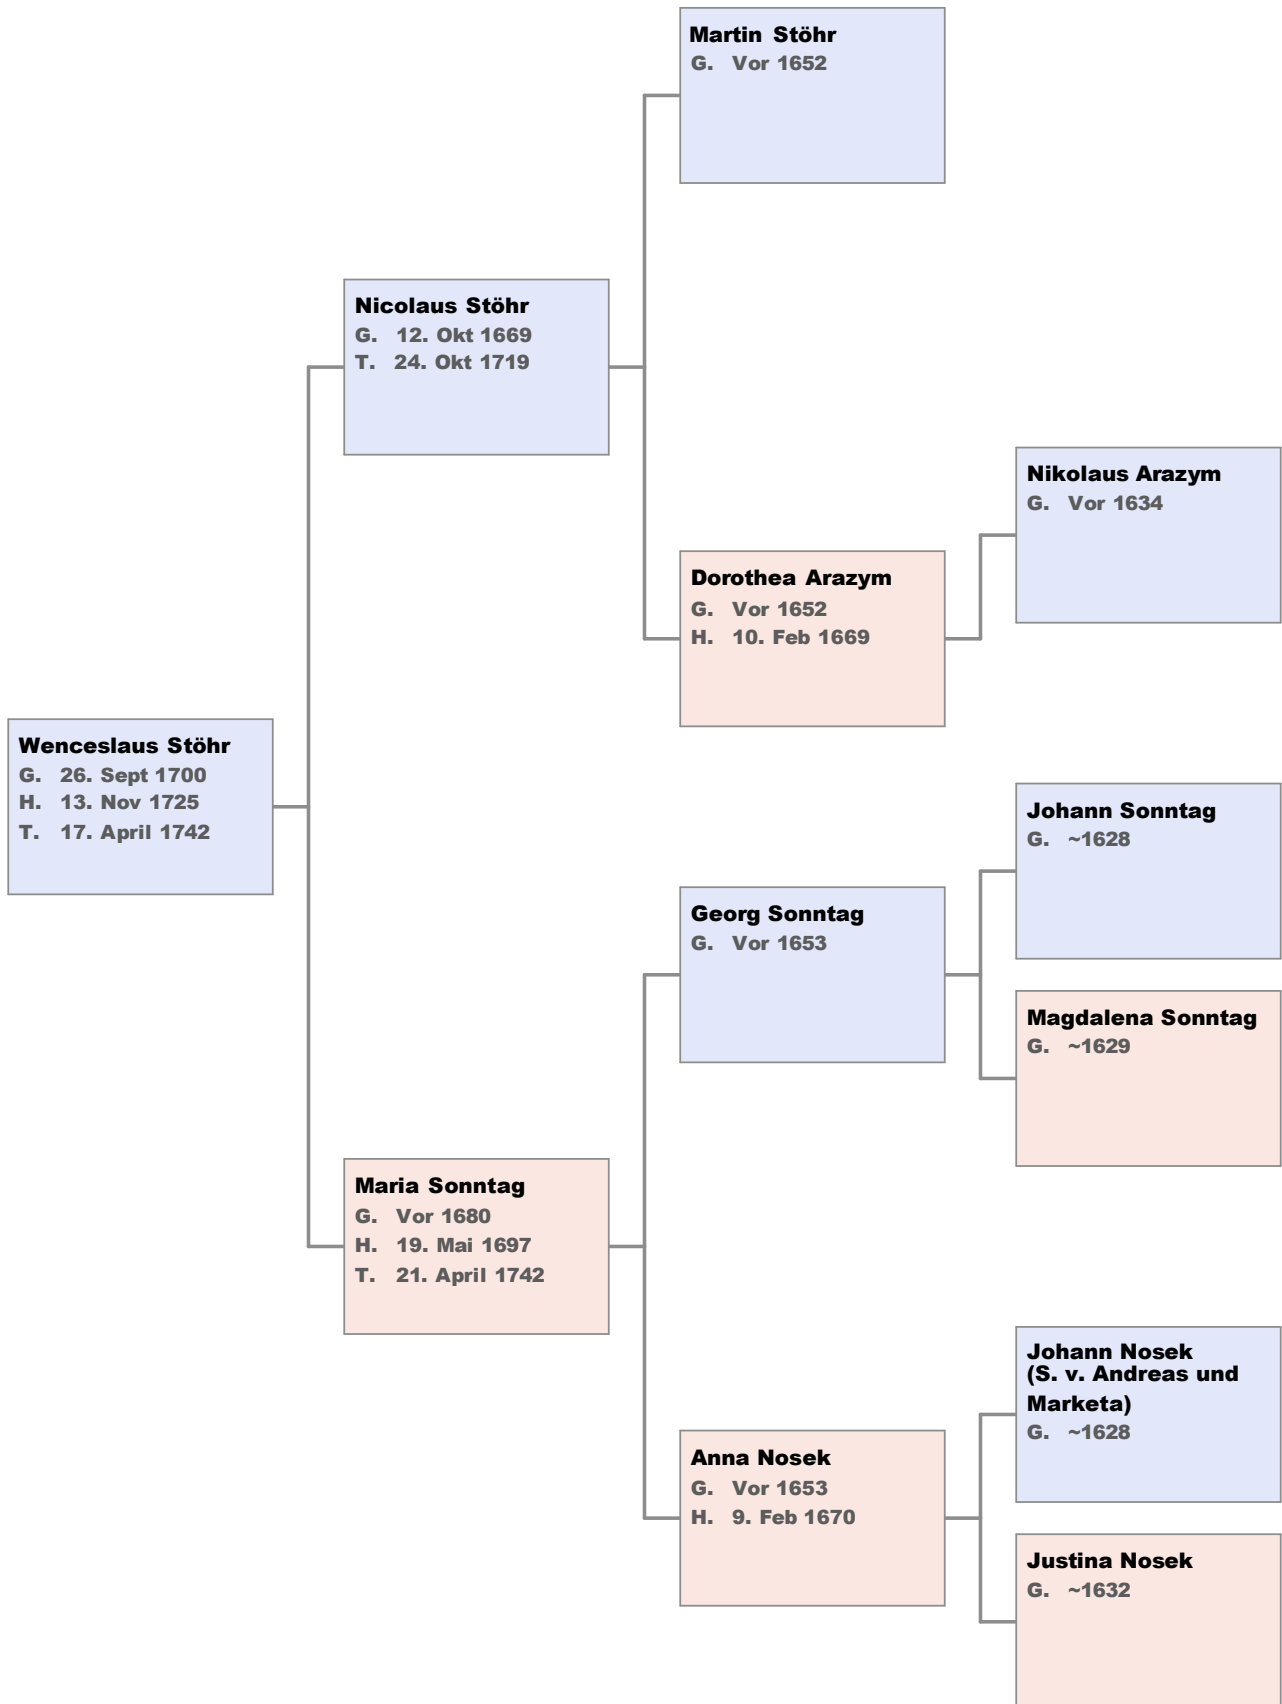 Martin Stöhr
G. Vor 1652
Nicolaus Stöhr
G. 12. Okt 1669
T. 24. Okt 1719
Nikolaus Arazym
G. Vor 1634
Dorothea Arazym
G. Vor 1652
H. 10. Feb 1669
Wenceslaus Stöhr
G. 26. Sept 1700
H. 13. Nov 1725
T. 17. April 1742
Johann Sonntag
G. ~1628
Georg Sonntag
G. Vor 1653
Magdalena Sonntag
G. ~1629
Maria Sonntag
G. Vor 1680
H. 19. Mai 1697
T. 21. April 1742
Johann Nosek
(S. v. Andreas und
Marketa)
G. ~1628
Anna Nosek
G. Vor 1653
H. 9. Feb 1670
Justina Nosek
G. ~1632